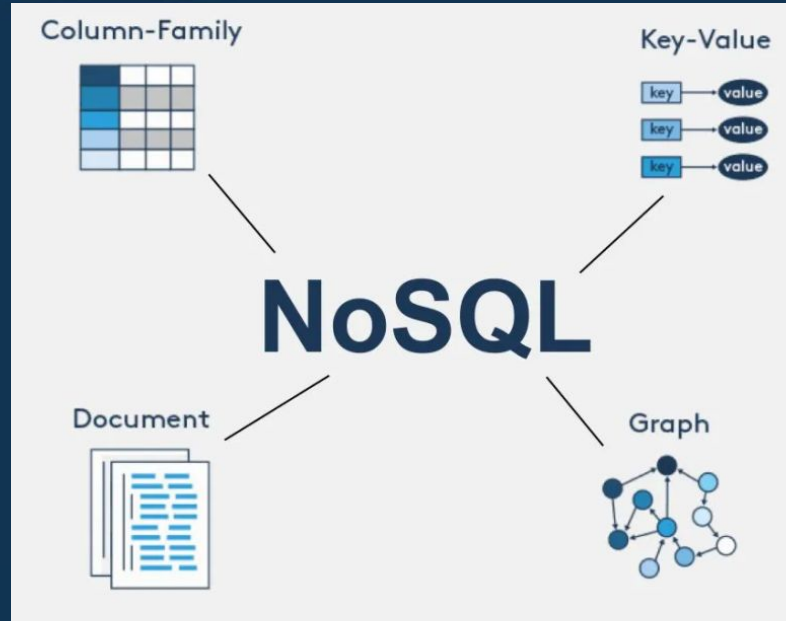 Column-Family
Key-Value
key value
key value
key value
NoSQL
Document
Graph